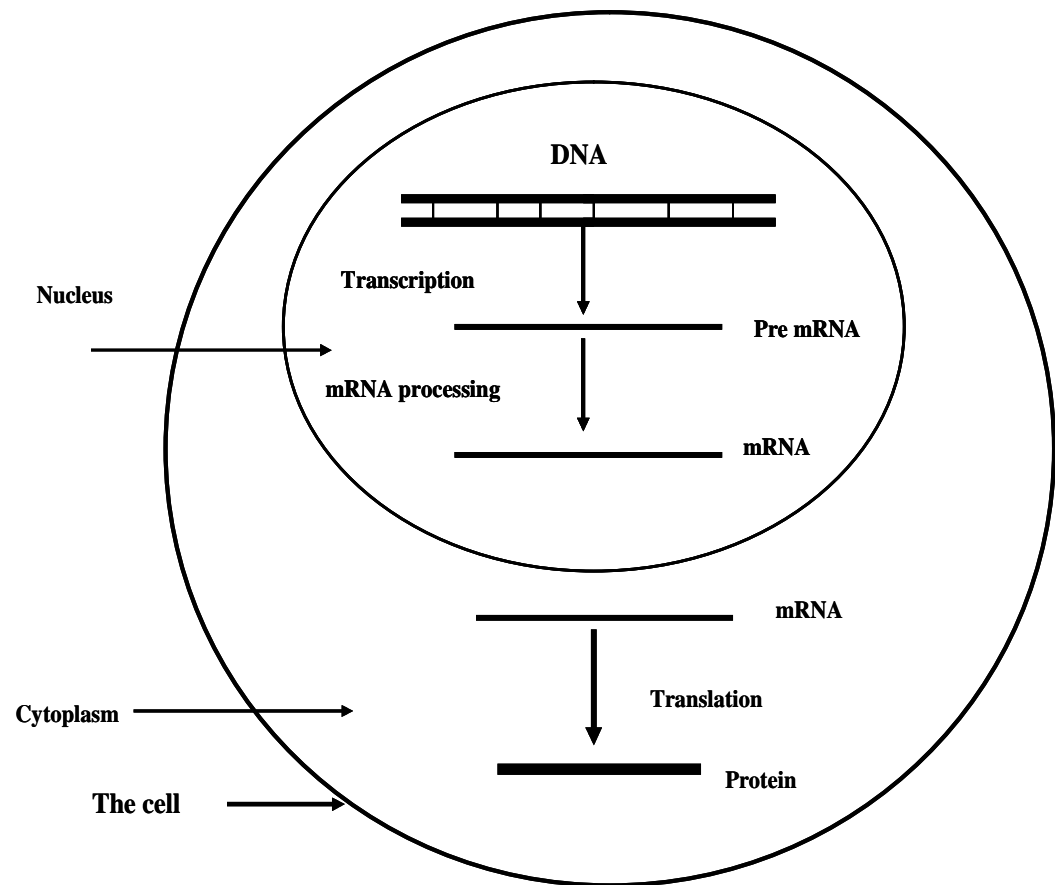 DNA
Transcription
Nucleus
Pre mRNA
mRNA processing
mRNA
mRNA
Translation
Cytoplasm
Protein
The cell